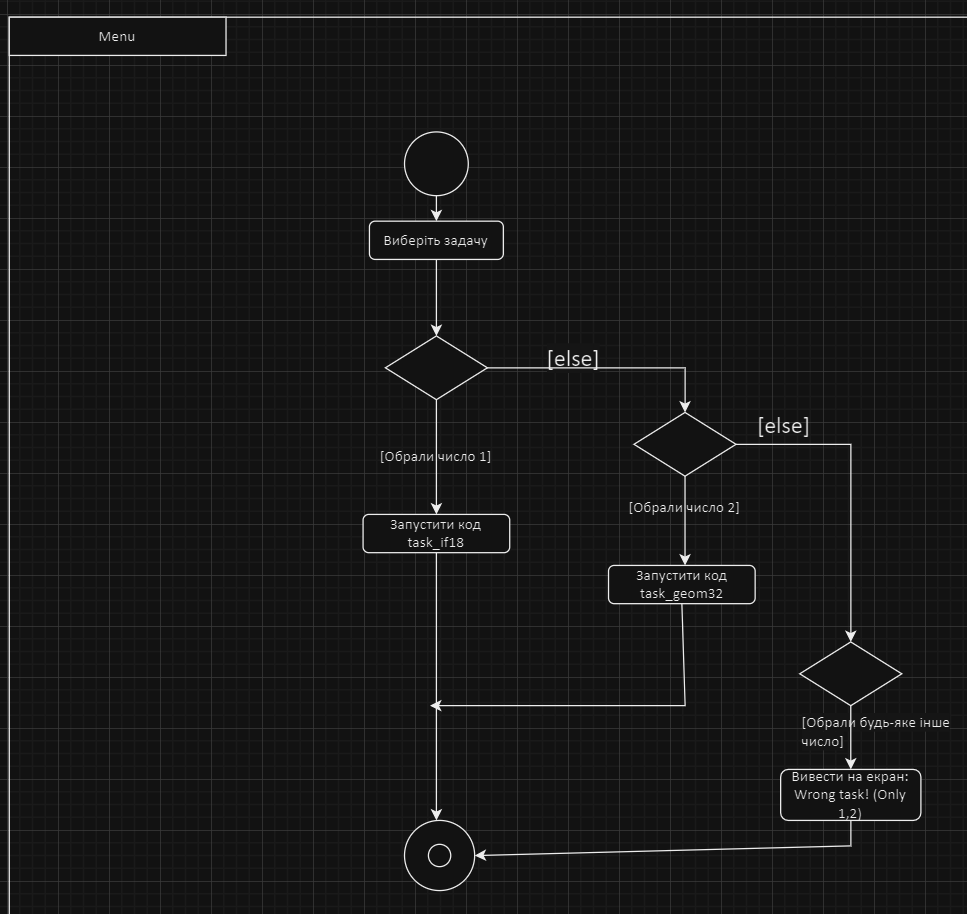 Menu
Виберіть задачу
[else]
[else]
[Обрали число 1]
[Обрали число 2]
Запустити код
task_if18
Запустити код
task_geom32
[Обрали будь-яке інше
число]
Вивести на екран:
Wrong task! (Only
1,2)